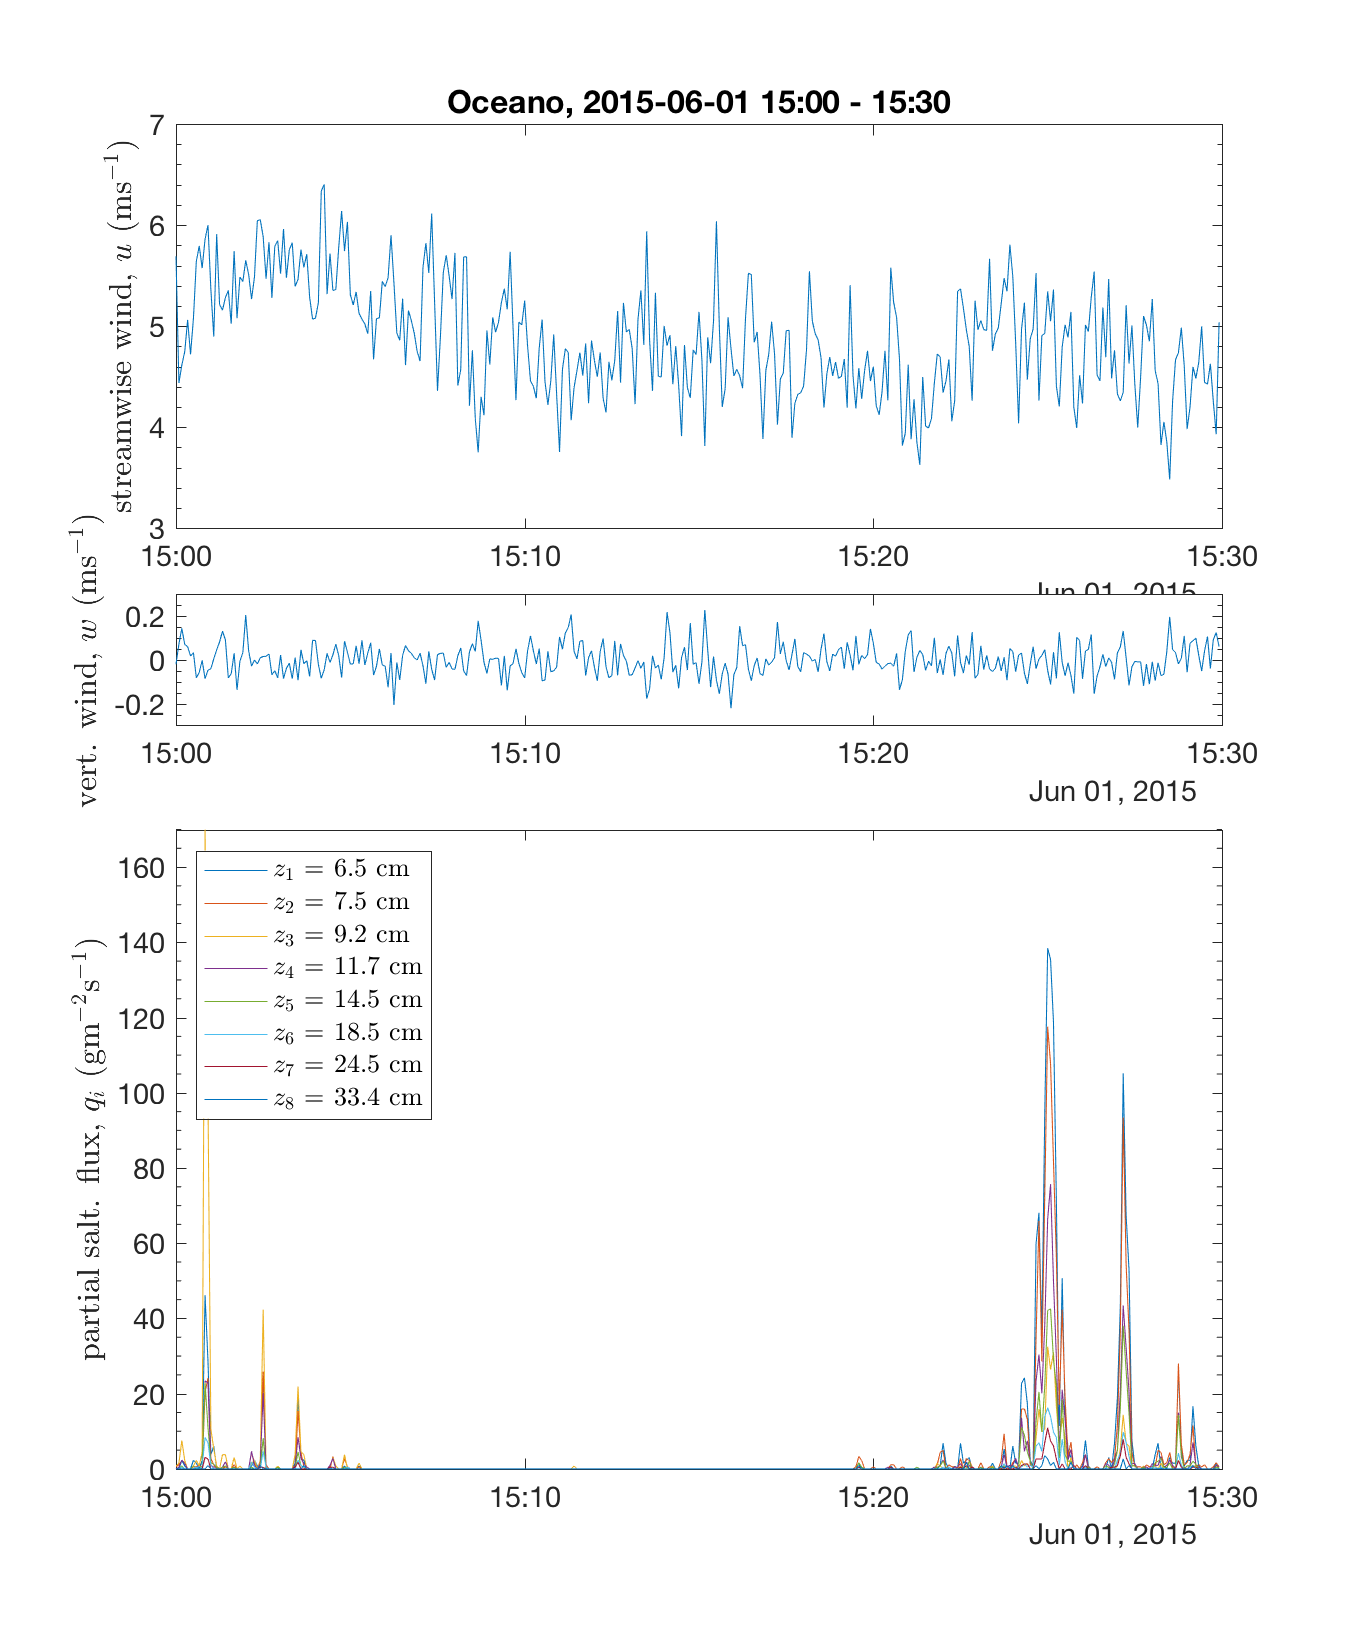 Oceano, 2015-06-01 15:00 - 15:30
streamwise wind, u (ms⁻¹)
7
6
5
4
3
15:00 15:10 15:20 15:30
Jun 01, 2015
vert. wind, w (ms⁻¹)
0.2
0
-0.2
15:00 15:10 15:20 15:30
Jun 01, 2015
partial salt. flux, qᵢ (gm⁻²s⁻¹)
160
140
120
100
80
60
40
20
0
z₁ = 6.5 cm
z₂ = 7.5 cm
z₃ = 9.2 cm
z₄ = 11.7 cm
z₅ = 14.5 cm
z₆ = 18.5 cm
z₇ = 24.5 cm
z₈ = 33.4 cm
15:00 15:10 15:20 15:30
Jun 01, 2015